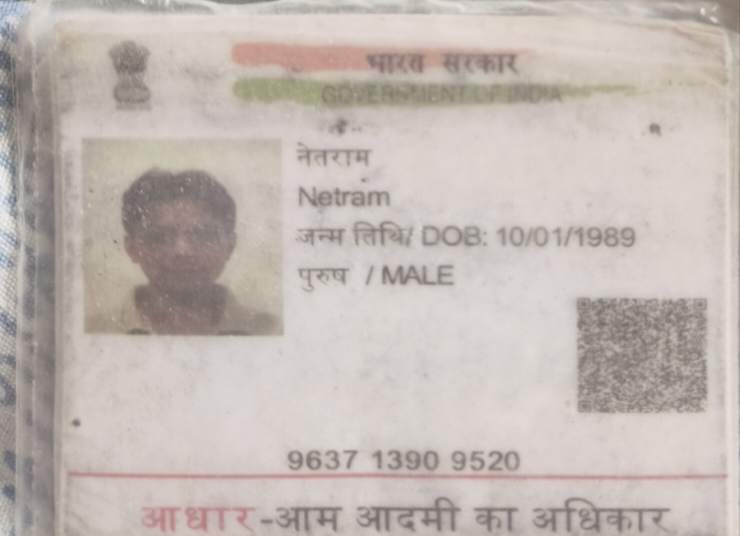 भारत सरकार
GOVERNMENT OF INDIA
नेतराम
Netram
जन्म तिथि/ DOB: 10/01/1989
पुरुष / MALE
9637 1390 9520
आधार-आम आदमी का अधिकार